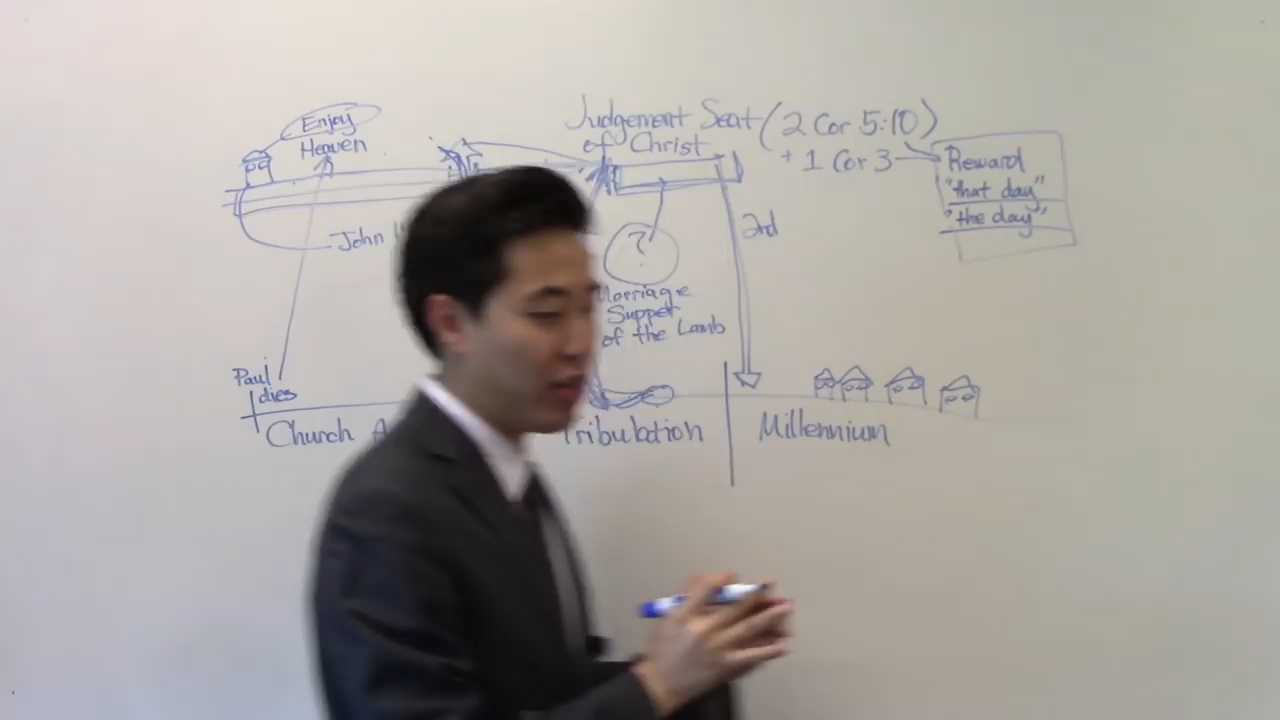 Enjoy
Heaven
Judgement Seat (2 Cor 5:10)
of Christ
+ 1 Cor 3
Reward
"that day"
"the day"
John
2nd
?
Marriage
Supper
of the Lamb
Paul
dies
Church
Tribulation
Millennium